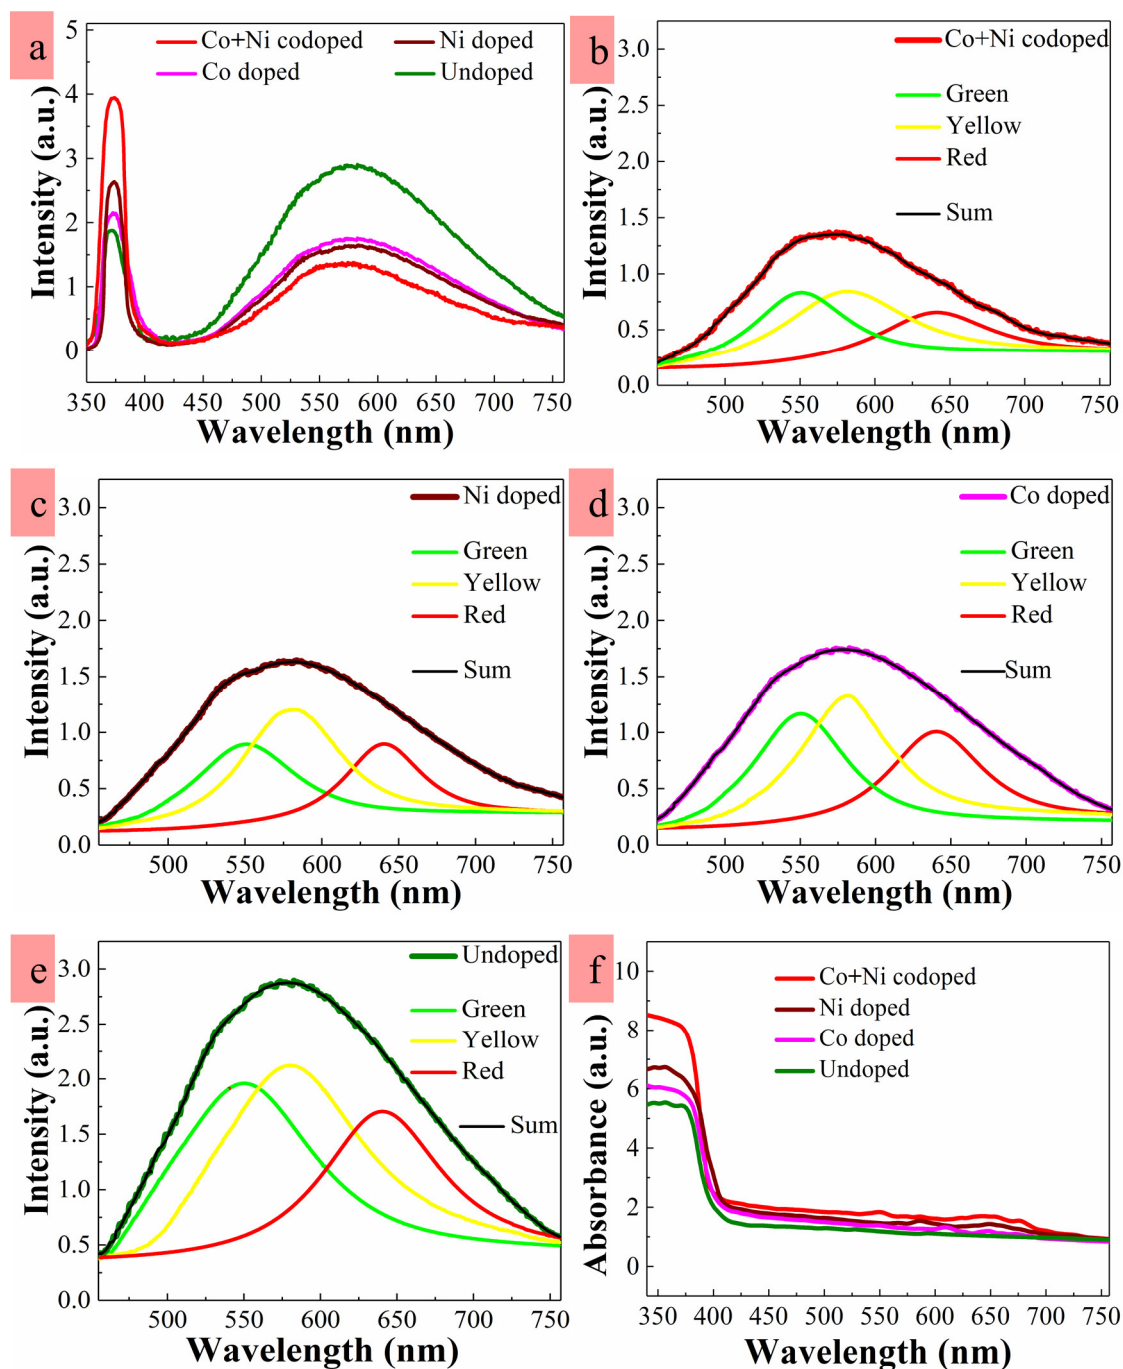 a
Co+Ni codoped
Ni doped
Co doped
Undoped
5
4
3
2
1
0
Intensity (a.u.)
350 400 450 500 550 600 650 700 750
Wavelength (nm)
b
Co+Ni codoped
Green
Yellow
Red
Sum
3.0
2.5
2.0
1.5
1.0
0.5
0.0
Intensity (a.u.)
500 550 600 650 700 750
Wavelength (nm)
c
Ni doped
Green
Yellow
Red
Sum
3.0
2.5
2.0
1.5
1.0
0.5
0.0
Intensity (a.u.)
500 550 600 650 700 750
Wavelength (nm)
d
Co doped
Green
Yellow
Red
Sum
3.0
2.5
2.0
1.5
1.0
0.5
0.0
Intensity (a.u.)
500 550 600 650 700 750
Wavelength (nm)
e
Undoped
Green
Yellow
Red
Sum
3.0
2.5
2.0
1.5
1.0
0.5
0.0
Intensity (a.u.)
500 550 600 650 700 750
Wavelength (nm)
f
Co+Ni codoped
Ni doped
Co doped
Undoped
10
8
6
4
2
0
Absorbance (a.u.)
350 400 450 500 550 600 650 700 750
Wavelength (nm)